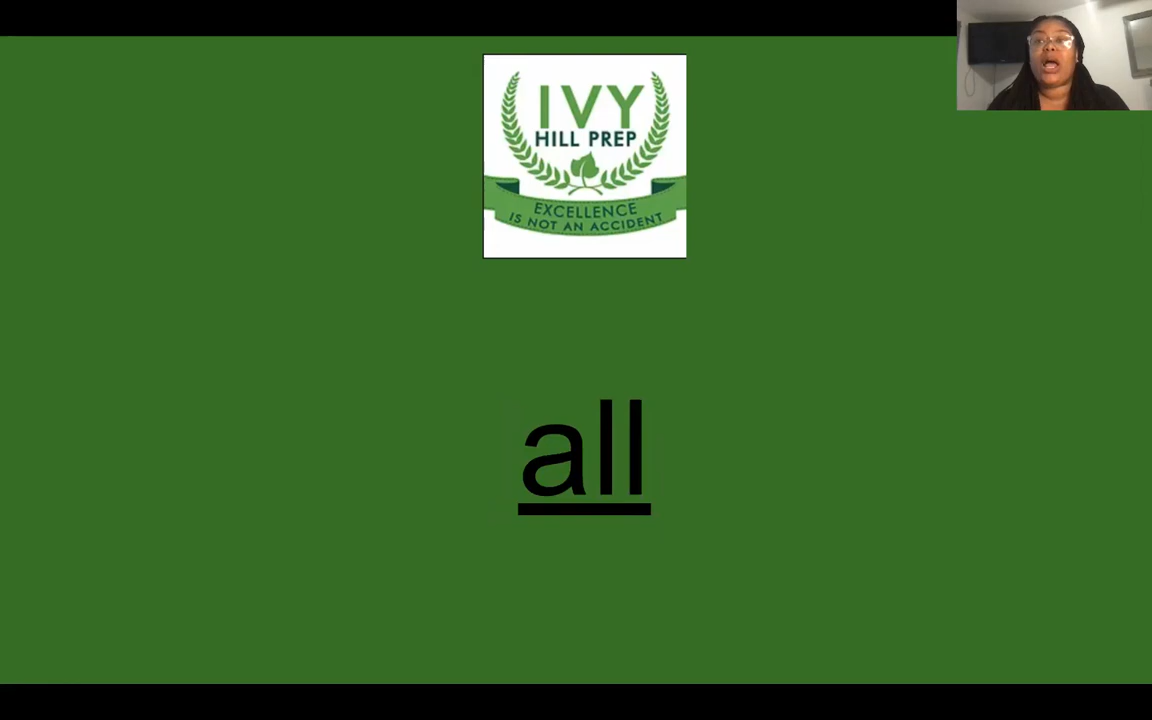 IVY
HILL PREP
EXCELLENCE
IS NOT AN ACCIDENT
all